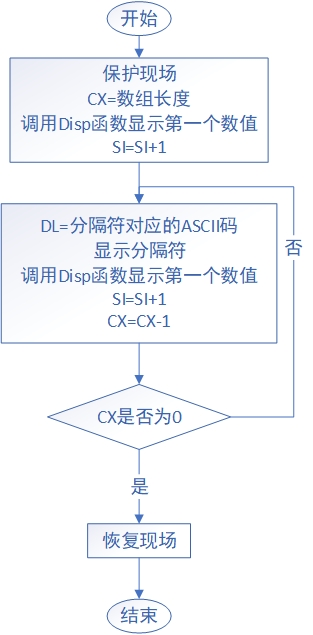 开始
保护现场
CX=数组长度
调用Disp函数显示第一个数值
SI=SI+1
DL=分隔符对应的ASCII码
显示分隔符
调用Disp函数显示第一个数值
SI=SI+1
CX=CX-1
否
CX是否为0
是
恢复现场
结束